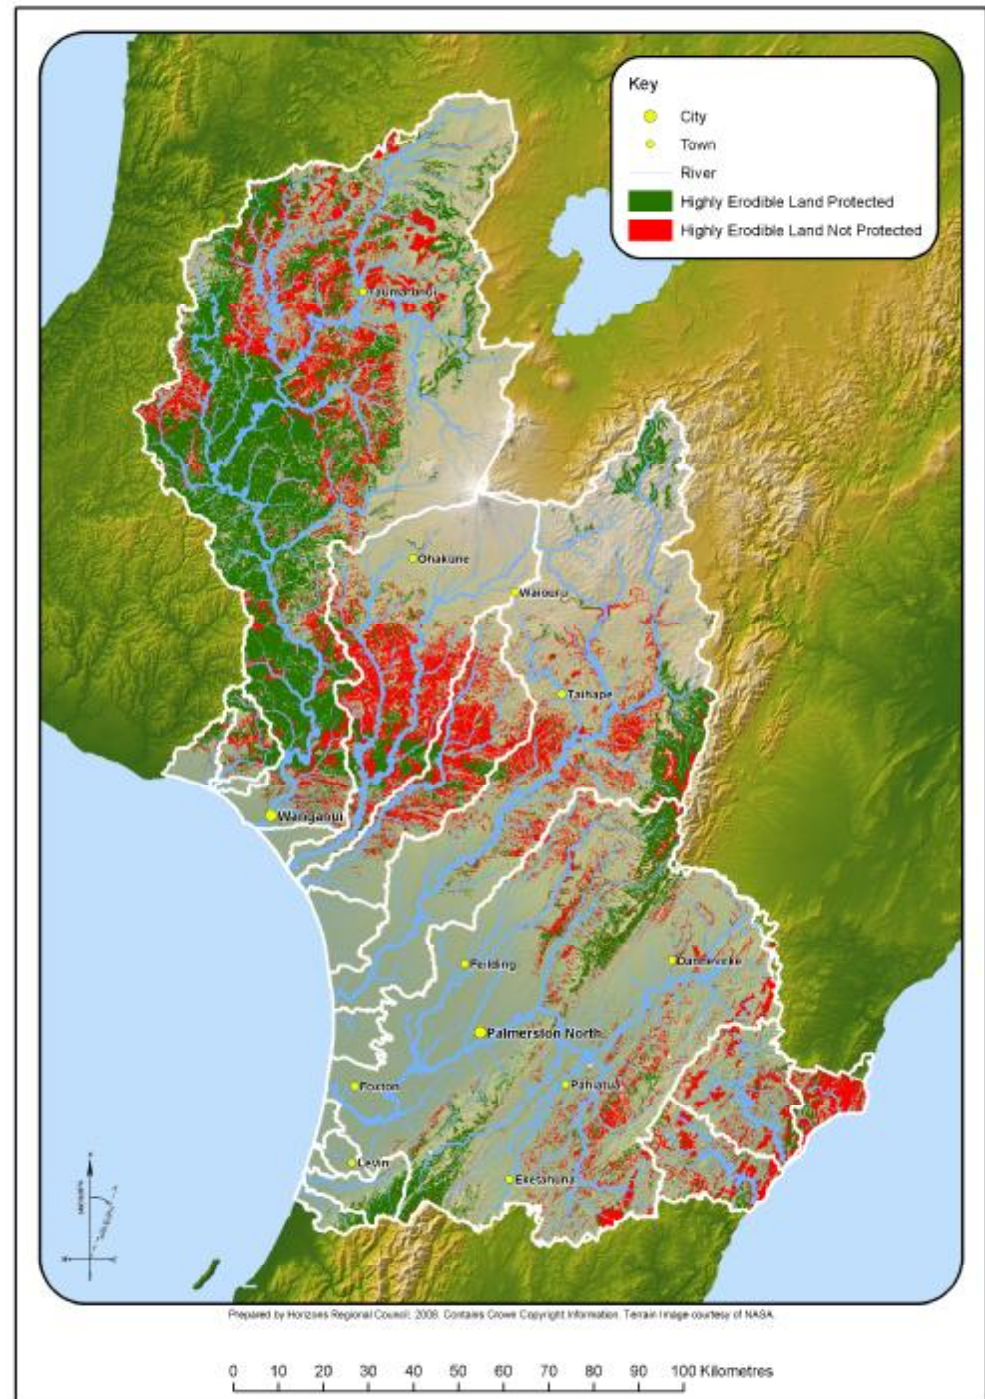 Key
City
Town
River
Highly Erodible Land Protected
Highly Erodible Land Not Protected
Taumarunui
Ohakune
Waiouru
Taihape
Wanganui
Feilding
Dannevirke
Palmerston North
Foxton
Pahiatua
Levin
Eketahuna
Prepared by Horizons Regional Council, 2008. Contains Crown Copyright Information. Terrain Image courtesy of NASA.
0 10 20 30 40 50 60 70 80 90 100 Kilometres